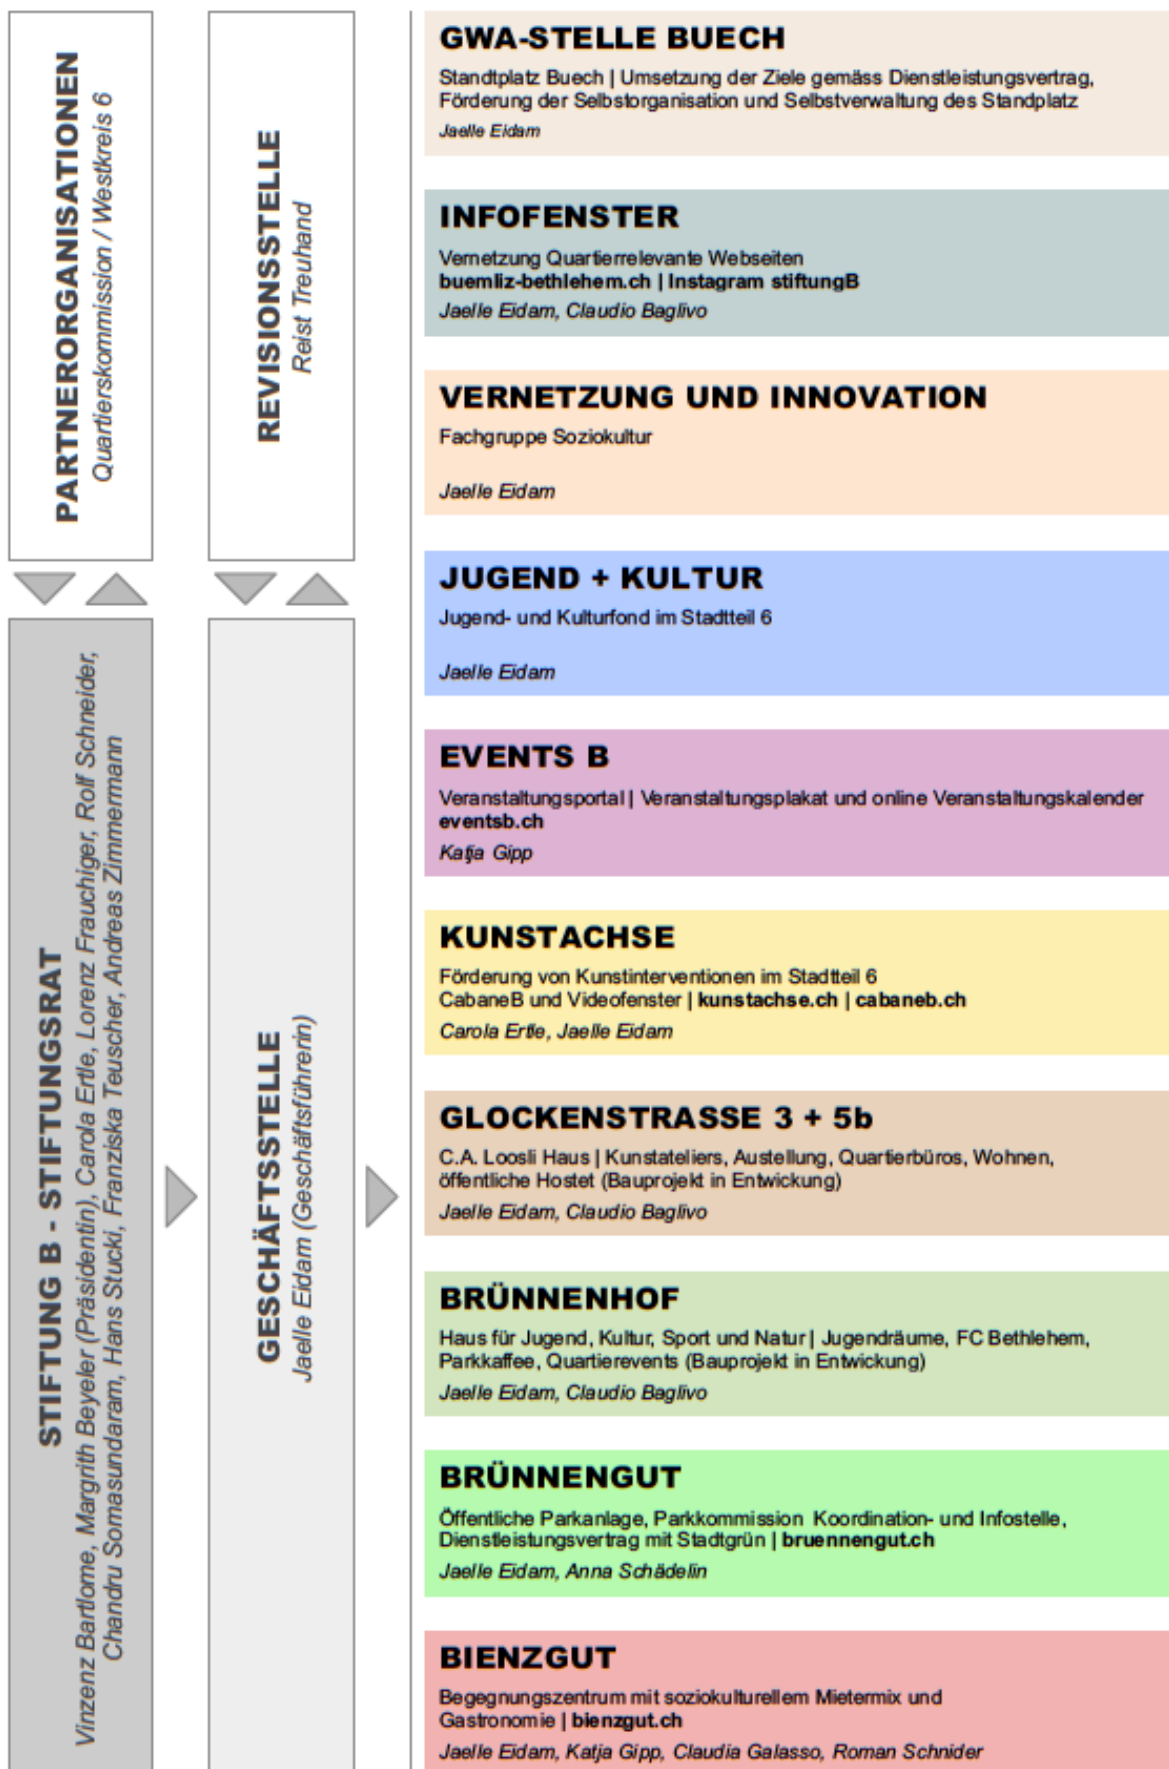 PARTNERORGANISATIONEN
Quartierskommission / Westkreis 6
REVISIONSSTELLE
Reist Treuhand
STIFTUNG B - STIFTUNGSRAT
Vinzenz Bartlome, Margrith Beyeler (Präsidentin), Carola Ertle, Lorenz Frauchiger, Rolf Schneider,
Chandru Somasundaram, Hans Stucki, Franziska Teuscher, Andreas Zimmermann
GESCHÄFTSSTELLE
Jaelle Eidam (Geschäftsführerin)
GWA-STELLE BUECH
Standtplatz Buech | Umsetzung der Ziele gemäss Dienstleistungsvertrag,
Förderung der Selbstorganisation und Selbstverwaltung des Standplatz
Jaelle Eidam
INFOFENSTER
Vernetzung Quartierrelevante Webseiten
buemliz-bethlehem.ch | Instagram stiftungB
Jaelle Eidam, Claudio Baglivo
VERNETZUNG UND INNOVATION
Fachgruppe Soziokultur
Jaelle Eidam
JUGEND + KULTUR
Jugend- und Kulturfond im Stadtteil 6
Jaelle Eidam
EVENTS B
Veranstaltungsportal | Veranstaltungsplakat und online Veranstaltungskalender
eventsb.ch
Katja Gipp
KUNSTACHSE
Förderung von Kunstinterventionen im Stadtteil 6
CabaneB und Videofenster | kunstachse.ch | cabaneb.ch
Carola Ertle, Jaelle Eidam
GLOCKENSTRASSE 3 + 5b
C.A. Loosli Haus | Kunstateliers, Austellung, Quartierbüros, Wohnen,
öffentliche Hostet (Bauprojekt in Entwickung)
Jaelle Eidam, Claudio Baglivo
BRÜNNENHOF
Haus für Jugend, Kultur, Sport und Natur | Jugendräume, FC Bethlehem,
Parkkaffee, Quartierevents (Bauprojekt in Entwickung)
Jaelle Eidam, Claudio Baglivo
BRÜNNENGUT
Öffentliche Parkanlage, Parkkommission Koordination- und Infostelle,
Dienstleistungsvertrag mit Stadtgrün | bruennengut.ch
Jaelle Eidam, Anna Schädelin
BIENZGUT
Begegnungszentrum mit soziokulturellem Mietermix und
Gastronomie | bienzgut.ch
Jaelle Eidam, Katja Gipp, Claudia Galasso, Roman Schnider